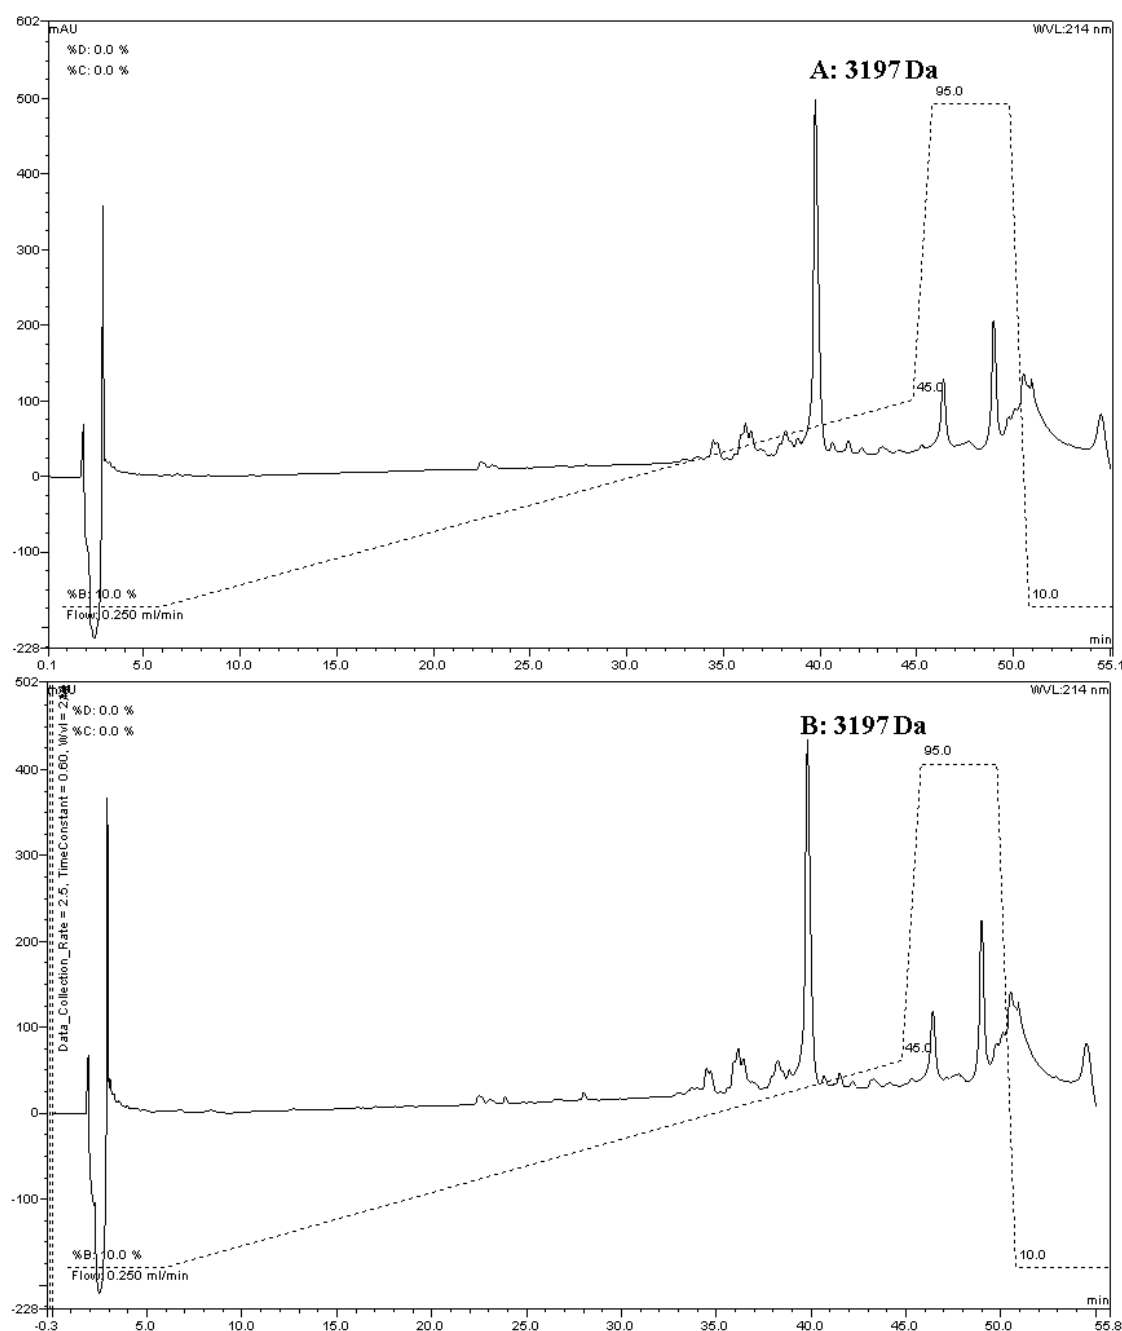 602
mAU
WVL:214 nm
%D: 0.0 %
%C: 0.0 %
A: 3197 Da
95.0
500
400
300
200
100
45.0
0
-100
%B: 10.0 %
10.0
Flow: 0.250 ml/min
min
-228
0.1 5.0 10.0 15.0 20.0 25.0 30.0 35.0 40.0 45.0 50.0 55.1
502
mAU
WVL:214 nm
%D: 0.0 %
%C: 0.0 %
B: 3197 Da
95.0
Data_Collection_Rate = 2.5, TimeConstant = 0.60, Wvl =
400
300
200
100
45.0
0
-100
%B: 10.0 %
10.0
Flow: 0.250 ml/min
min
-228
-0.3 5.0 10.0 15.0 20.0 25.0 30.0 35.0 40.0 45.0 50.0 55.8